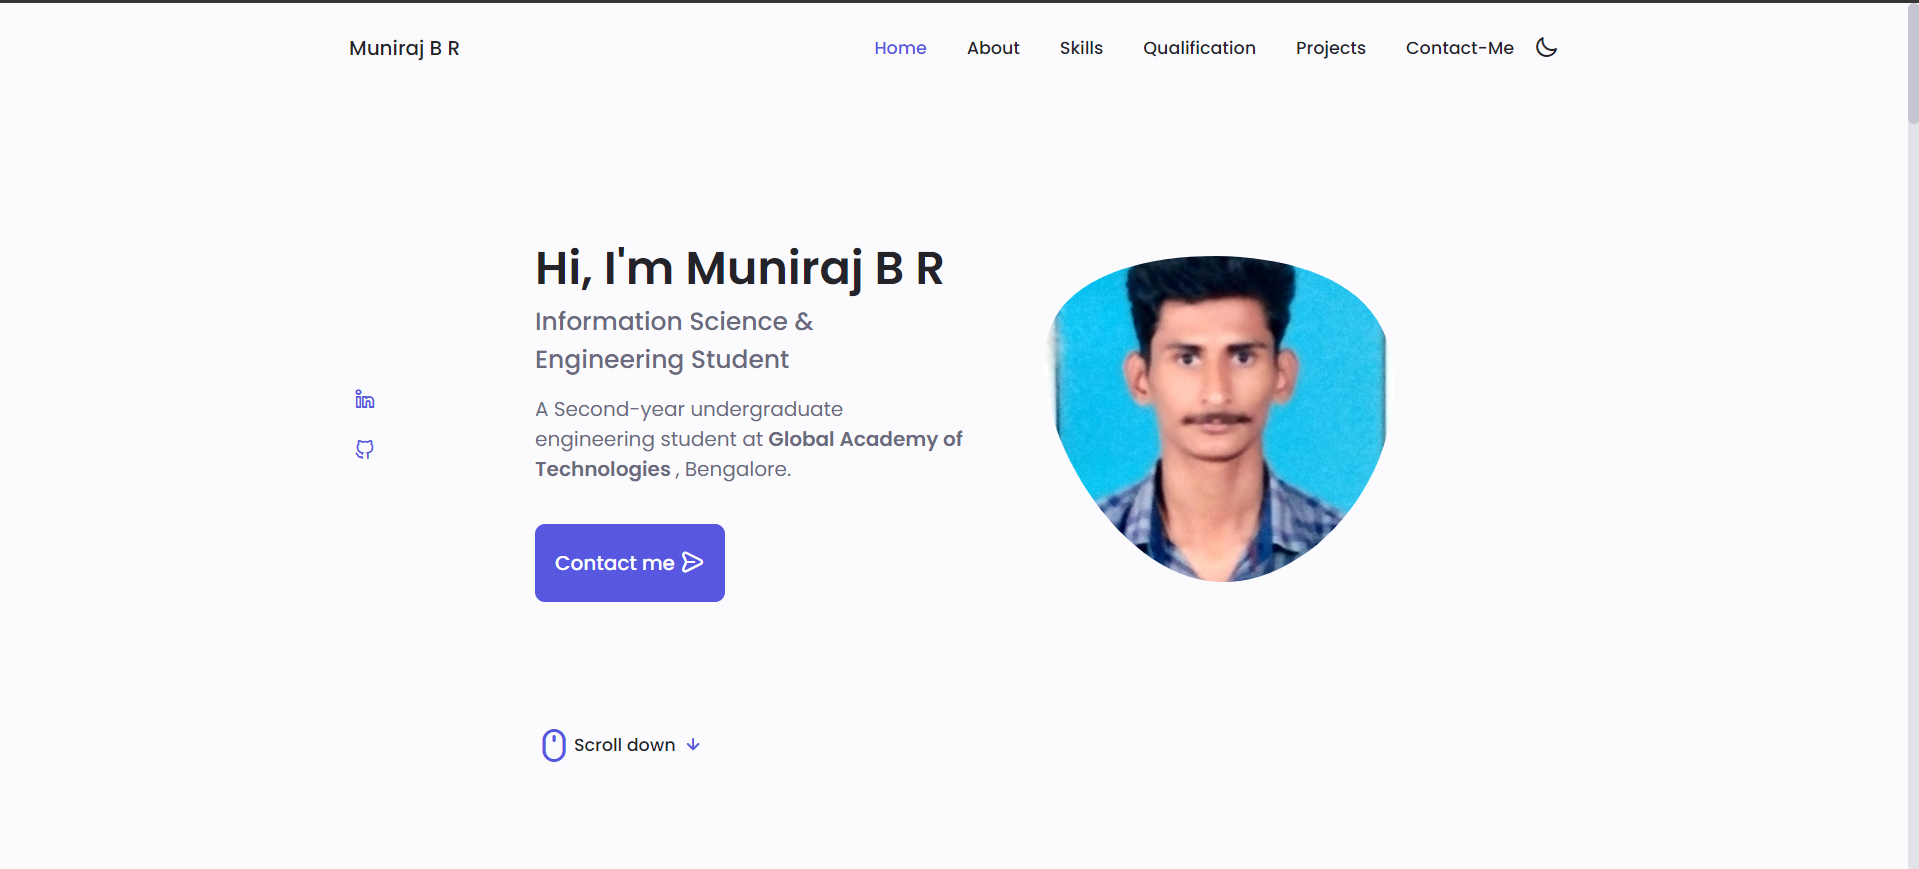 Muniraj B R
Home About Skills Qualification Projects Contact-Me
Hi, I'm Muniraj B R
Information Science &
Engineering Student
A Second-year undergraduate
engineering student at Global Academy of
Technologies , Bengalore.
Contact me
Scroll down